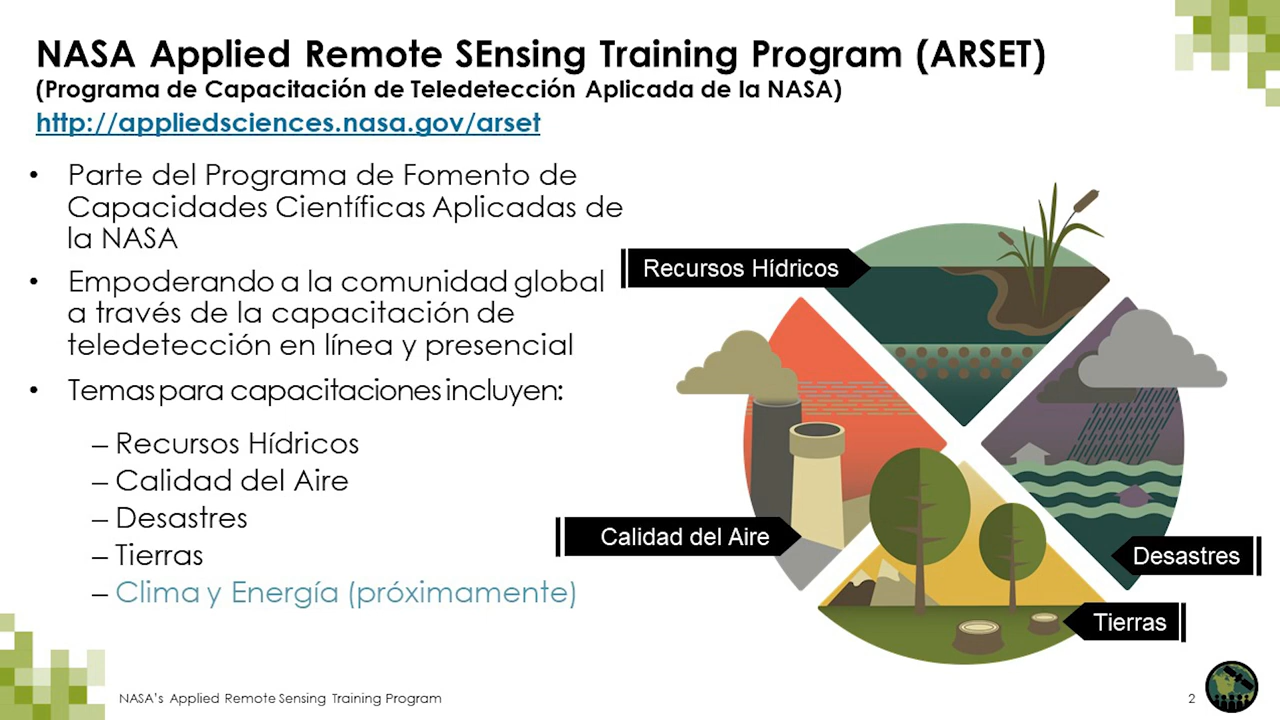 NASA Applied Remote SEnsing Training Program (ARSET)
(Programa de Capacitación de Teledetección Aplicada de la NASA)
http://appliedsciences.nasa.gov/arset
• Parte del Programa de Fomento de
Capacidades Científicas Aplicadas de
la NASA
• Empoderando a la comunidad global
a través de la capacitación de
teledetección en línea y presencial
• Temas para capacitaciones incluyen:
– Recursos Hídricos
– Calidad del Aire
– Desastres
– Tierras
– Clima y Energía (próximamente)
Recursos Hídricos
Calidad del Aire
Desastres
Tierras
NASA's Applied Remote Sensing Training Program
2